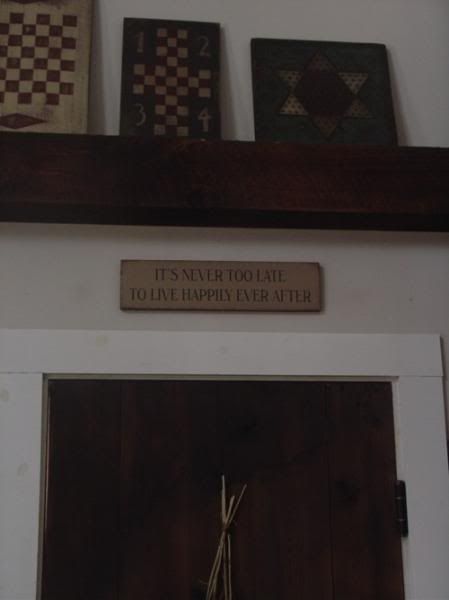 1 2
3 4
IT'S NEVER TOO LATE
TO LIVE HAPPILY EVER AFTER